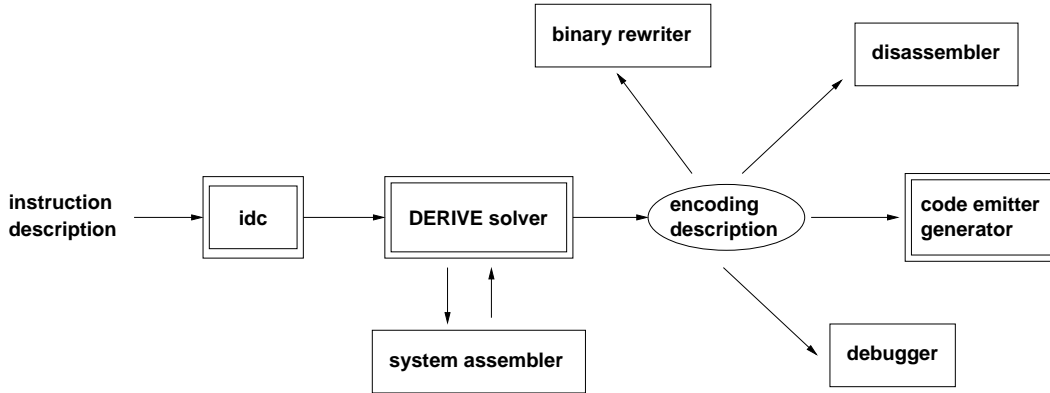 binary rewriter
disassembler
instruction
description
idc
DERIVE solver
encoding
description
code emitter
generator
system assembler
debugger